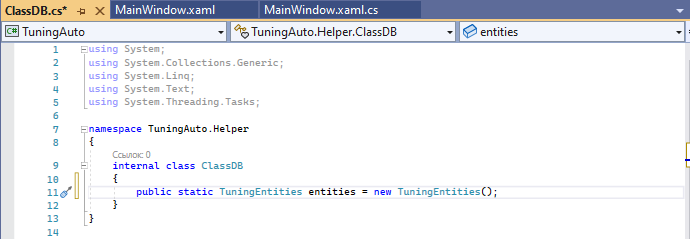 ClassDB.cs* MainWindow.xaml MainWindow.xaml.cs
C# TuningAuto TuningAuto.Helper.ClassDB entities
1 using System;
2 using System.Collections.Generic;
3 using System.Linq;
4 using System.Text;
5 using System.Threading.Tasks;
6
7 namespace TuningAuto.Helper
8 {
Ссылок: 0
9 internal class ClassDB
10 {
11 public static TuningEntities entities = new TuningEntities();
12 }
13 }
14